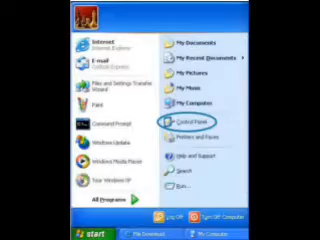 Internet
Internet Explorer
E-mail
Outlook Express
Files and Settings Transfer
Wizard
Paint
Command Prompt
Windows Update
Windows Media Player
Tour Windows XP
All Programs
My Documents
My Recent Documents
My Pictures
My Music
My Computer
Control Panel
Printers and Faxes
Help and Support
Search
Run...
Log Off
Turn Off Computer
start
File Download
My Computer